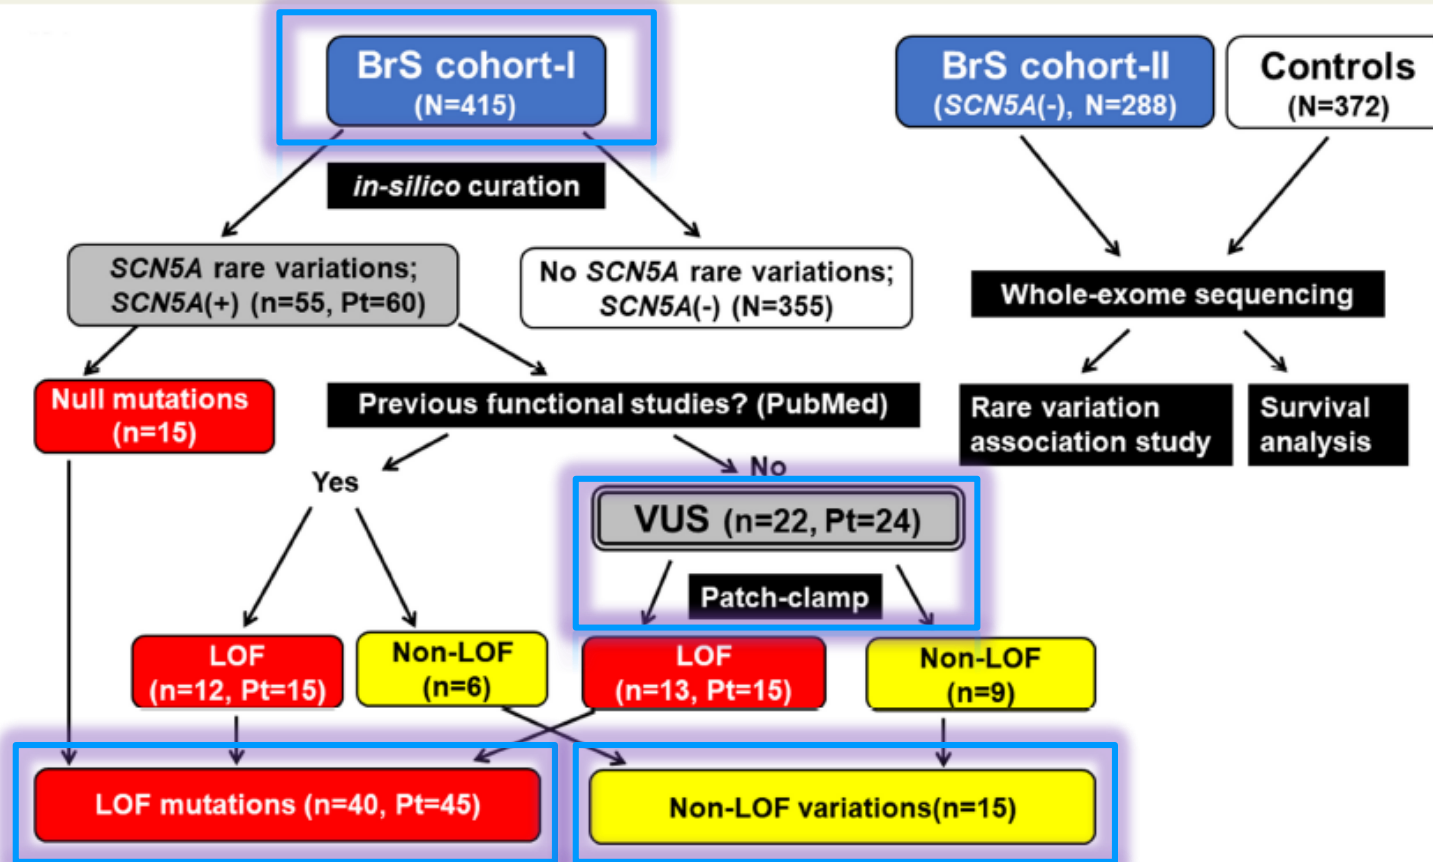 BrS cohort-I
(N=415)
BrS cohort-II
(SCN5A(-), N=288)
Controls
(N=372)
in-silico curation
SCN5A rare variations;
SCN5A(+) (n=55, Pt=60)
No SCN5A rare variations;
SCN5A(-) (N=355)
Whole-exome sequencing
Null mutations
(n=15)
Previous functional studies? (PubMed)
Rare variation
association study
Survival
analysis
Yes
No
VUS (n=22, Pt=24)
Patch-clamp
LOF
(n=12, Pt=15)
Non-LOF
(n=6)
LOF
(n=13, Pt=15)
Non-LOF
(n=9)
LOF mutations (n=40, Pt=45)
Non-LOF variations(n=15)